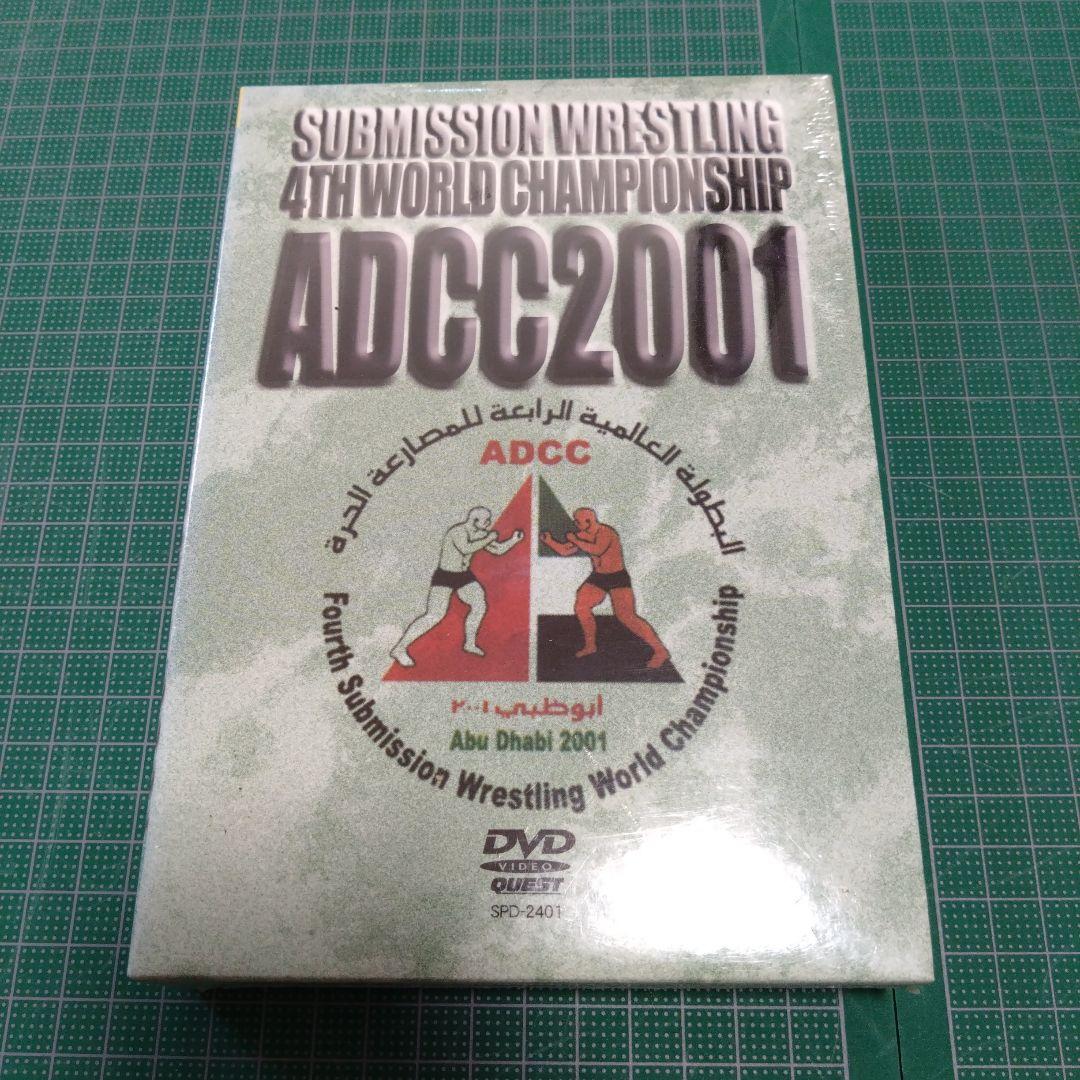 SUBMISSION WRESTLING
4TH WORLD CHAMPIONSHIP
ADCC2001
البطولة العالمية الرابعة للمصارعة الحرة
ADCC
أبوظبي ٢٠٠١
Abu Dhabi 2001
Fourth Submission Wrestling World Championship
DVD
VIDEO
QUEST
SPD-2401